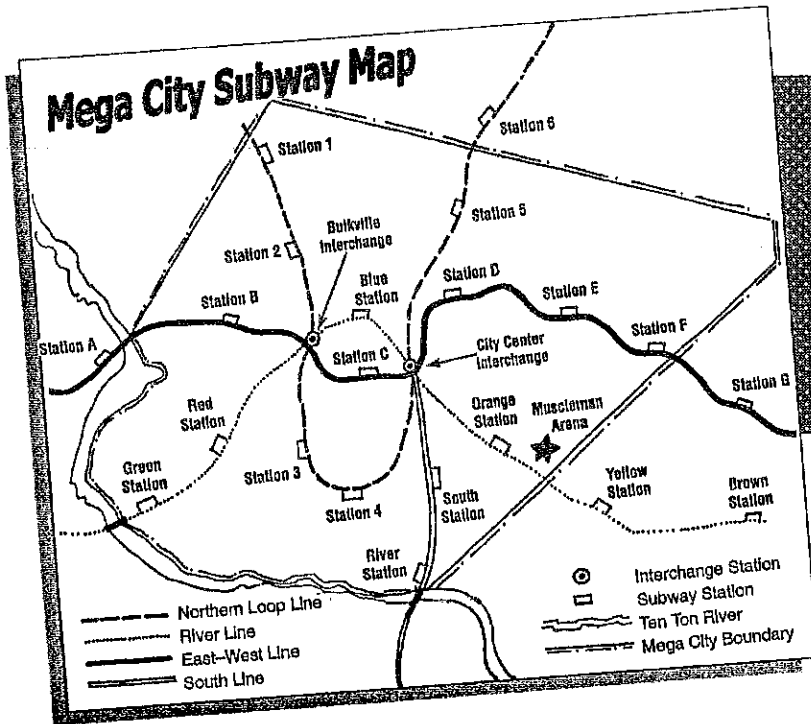 Mega City Subway Map
Station 6
Station 1
Station 5
Bulkville
Interchange
Station 2
Station D
Blue
Station
Station B
Station E
Station A
Station C
City Center
Interchange
Station F
Station G
Red
Station
Orange
Station
Muscleman
Arena
Green
Station
Station 3
Station 4
South
Station
Yellow
Station
Brown
Station
River
Station
Northern Loop Line
River Line
East–West Line
South Line
Interchange Station
Subway Station
Ten Ton River
Mega City Boundary